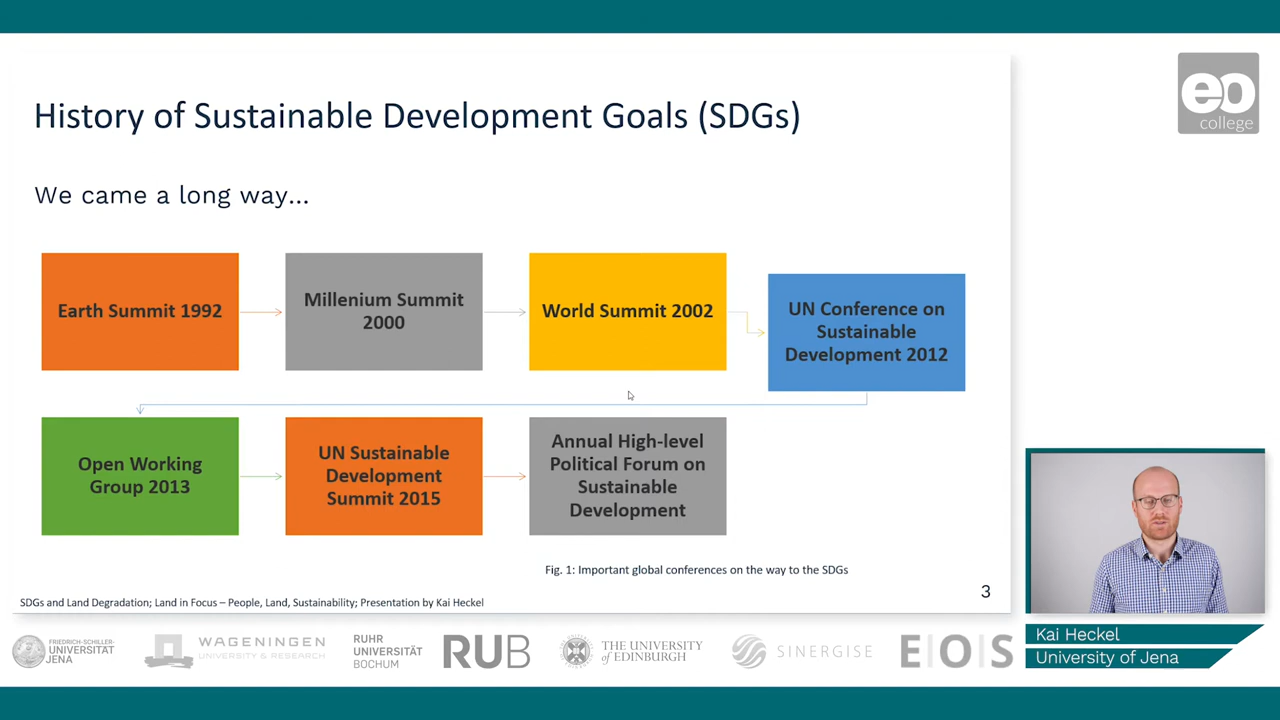 eo
college
History of Sustainable Development Goals (SDGs)
We came a long way...
Earth Summit 1992
Millenium Summit
2000
World Summit 2002
UN Conference on
Sustainable
Development 2012
Open Working
Group 2013
UN Sustainable
Development
Summit 2015
Annual High-level
Political Forum on
Sustainable
Development
Fig. 1: Important global conferences on the way to the SDGs
3
SDGs and Land Degradation; Land in Focus – People, Land, Sustainability; Presentation by Kai Heckel
Kai Heckel
University of Jena
FRIEDRICH-SCHILLER-
UNIVERSITÄT
JENA
WAGENINGEN
UNIVERSITY & RESEARCH
RUHR
UNIVERSITÄT
BOCHUM
RUB
THE UNIVERSITY
of EDINBURGH
SINERGISE
E|O|S